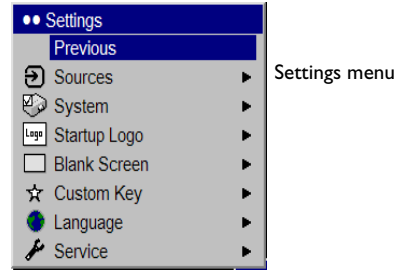 Settings
Previous
Sources
Settings menu
System
Logo
Startup Logo
Blank Screen
Custom Key
Language
Service